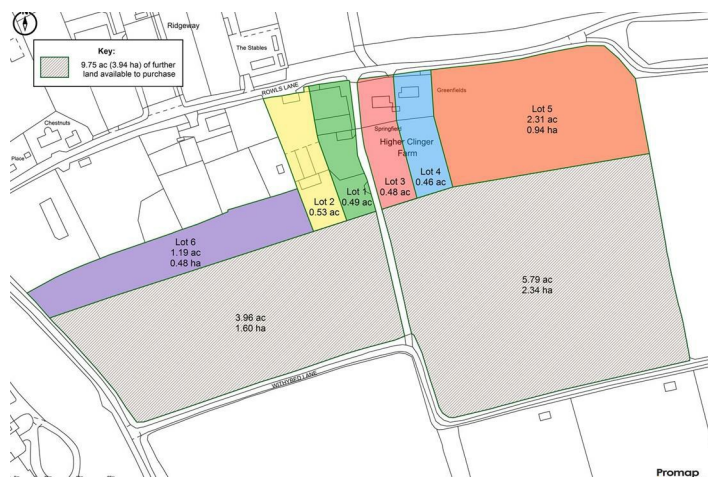 Ridgeway
The Stables
Key:
9.75 ac (3.94 ha) of further
land available to purchase
ROWLS LANE
Chestnuts
Place
Greenfields
Lot 5
2.31 ac
0.94 ha
Springfield
Higher Clinger
Farm
Lot 1
0.49 ac
Lot 2
0.53 ac
Lot 3
0.48 ac
Lot 4
0.46 ac
Lot 6
1.19 ac
0.48 ha
5.79 ac
2.34 ha
3.96 ac
1.60 ha
WITHYBED LANE
Promap